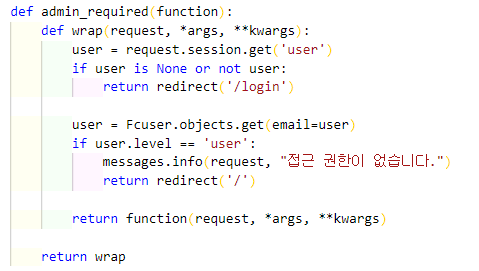 def admin_required(function):
    def wrap(request, *args, **kwargs):
        user = request.session.get('user')
        if user is None or not user:
            return redirect('/login')

        user = Fcuser.objects.get(email=user)
        if user.level == 'user':
            messages.info(request, "접근 권한이 없습니다.")
            return redirect('/')

        return function(request, *args, **kwargs)

    return wrap